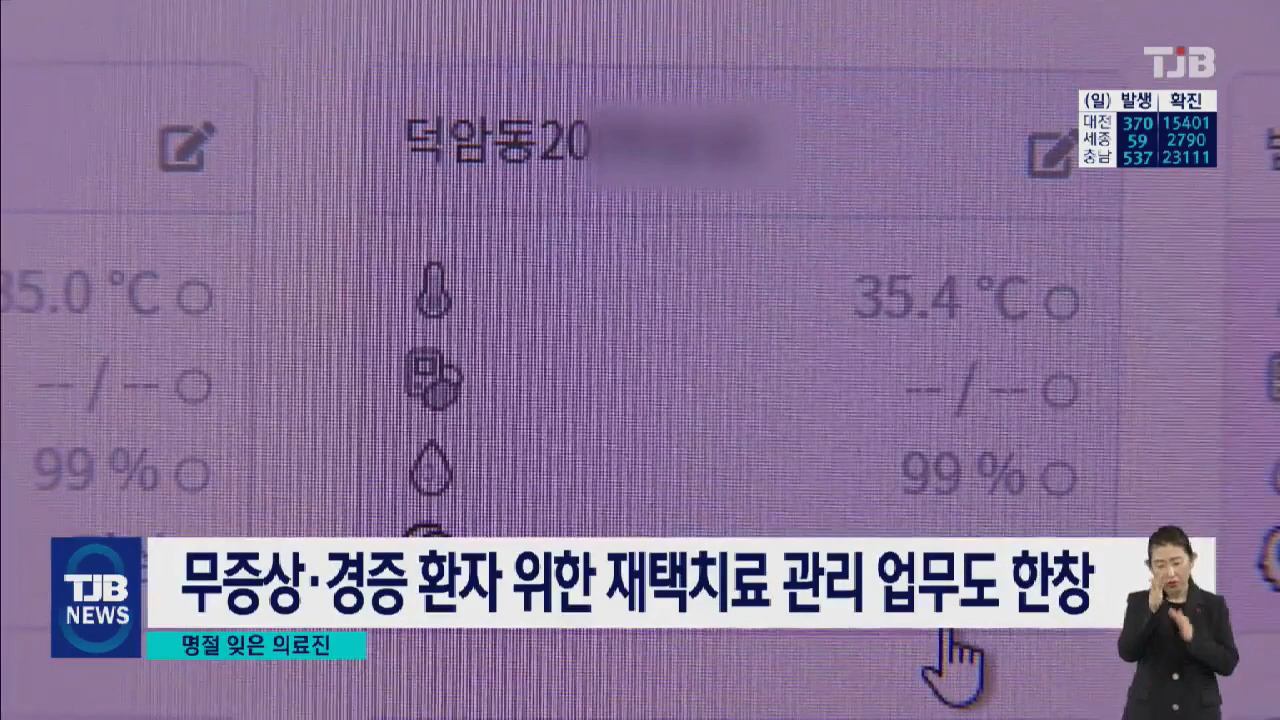 TJB
(일) 발생 확진
대전 370 15401
세종 59 2790
충남 537 23111
덕암동20
35.0 °C
35.4 °C
-- / --
-- / --
99 %
99 %
TJB
NEWS
무증상·경증 환자 위한 재택치료 관리 업무도 한창
명절 잊은 의료진